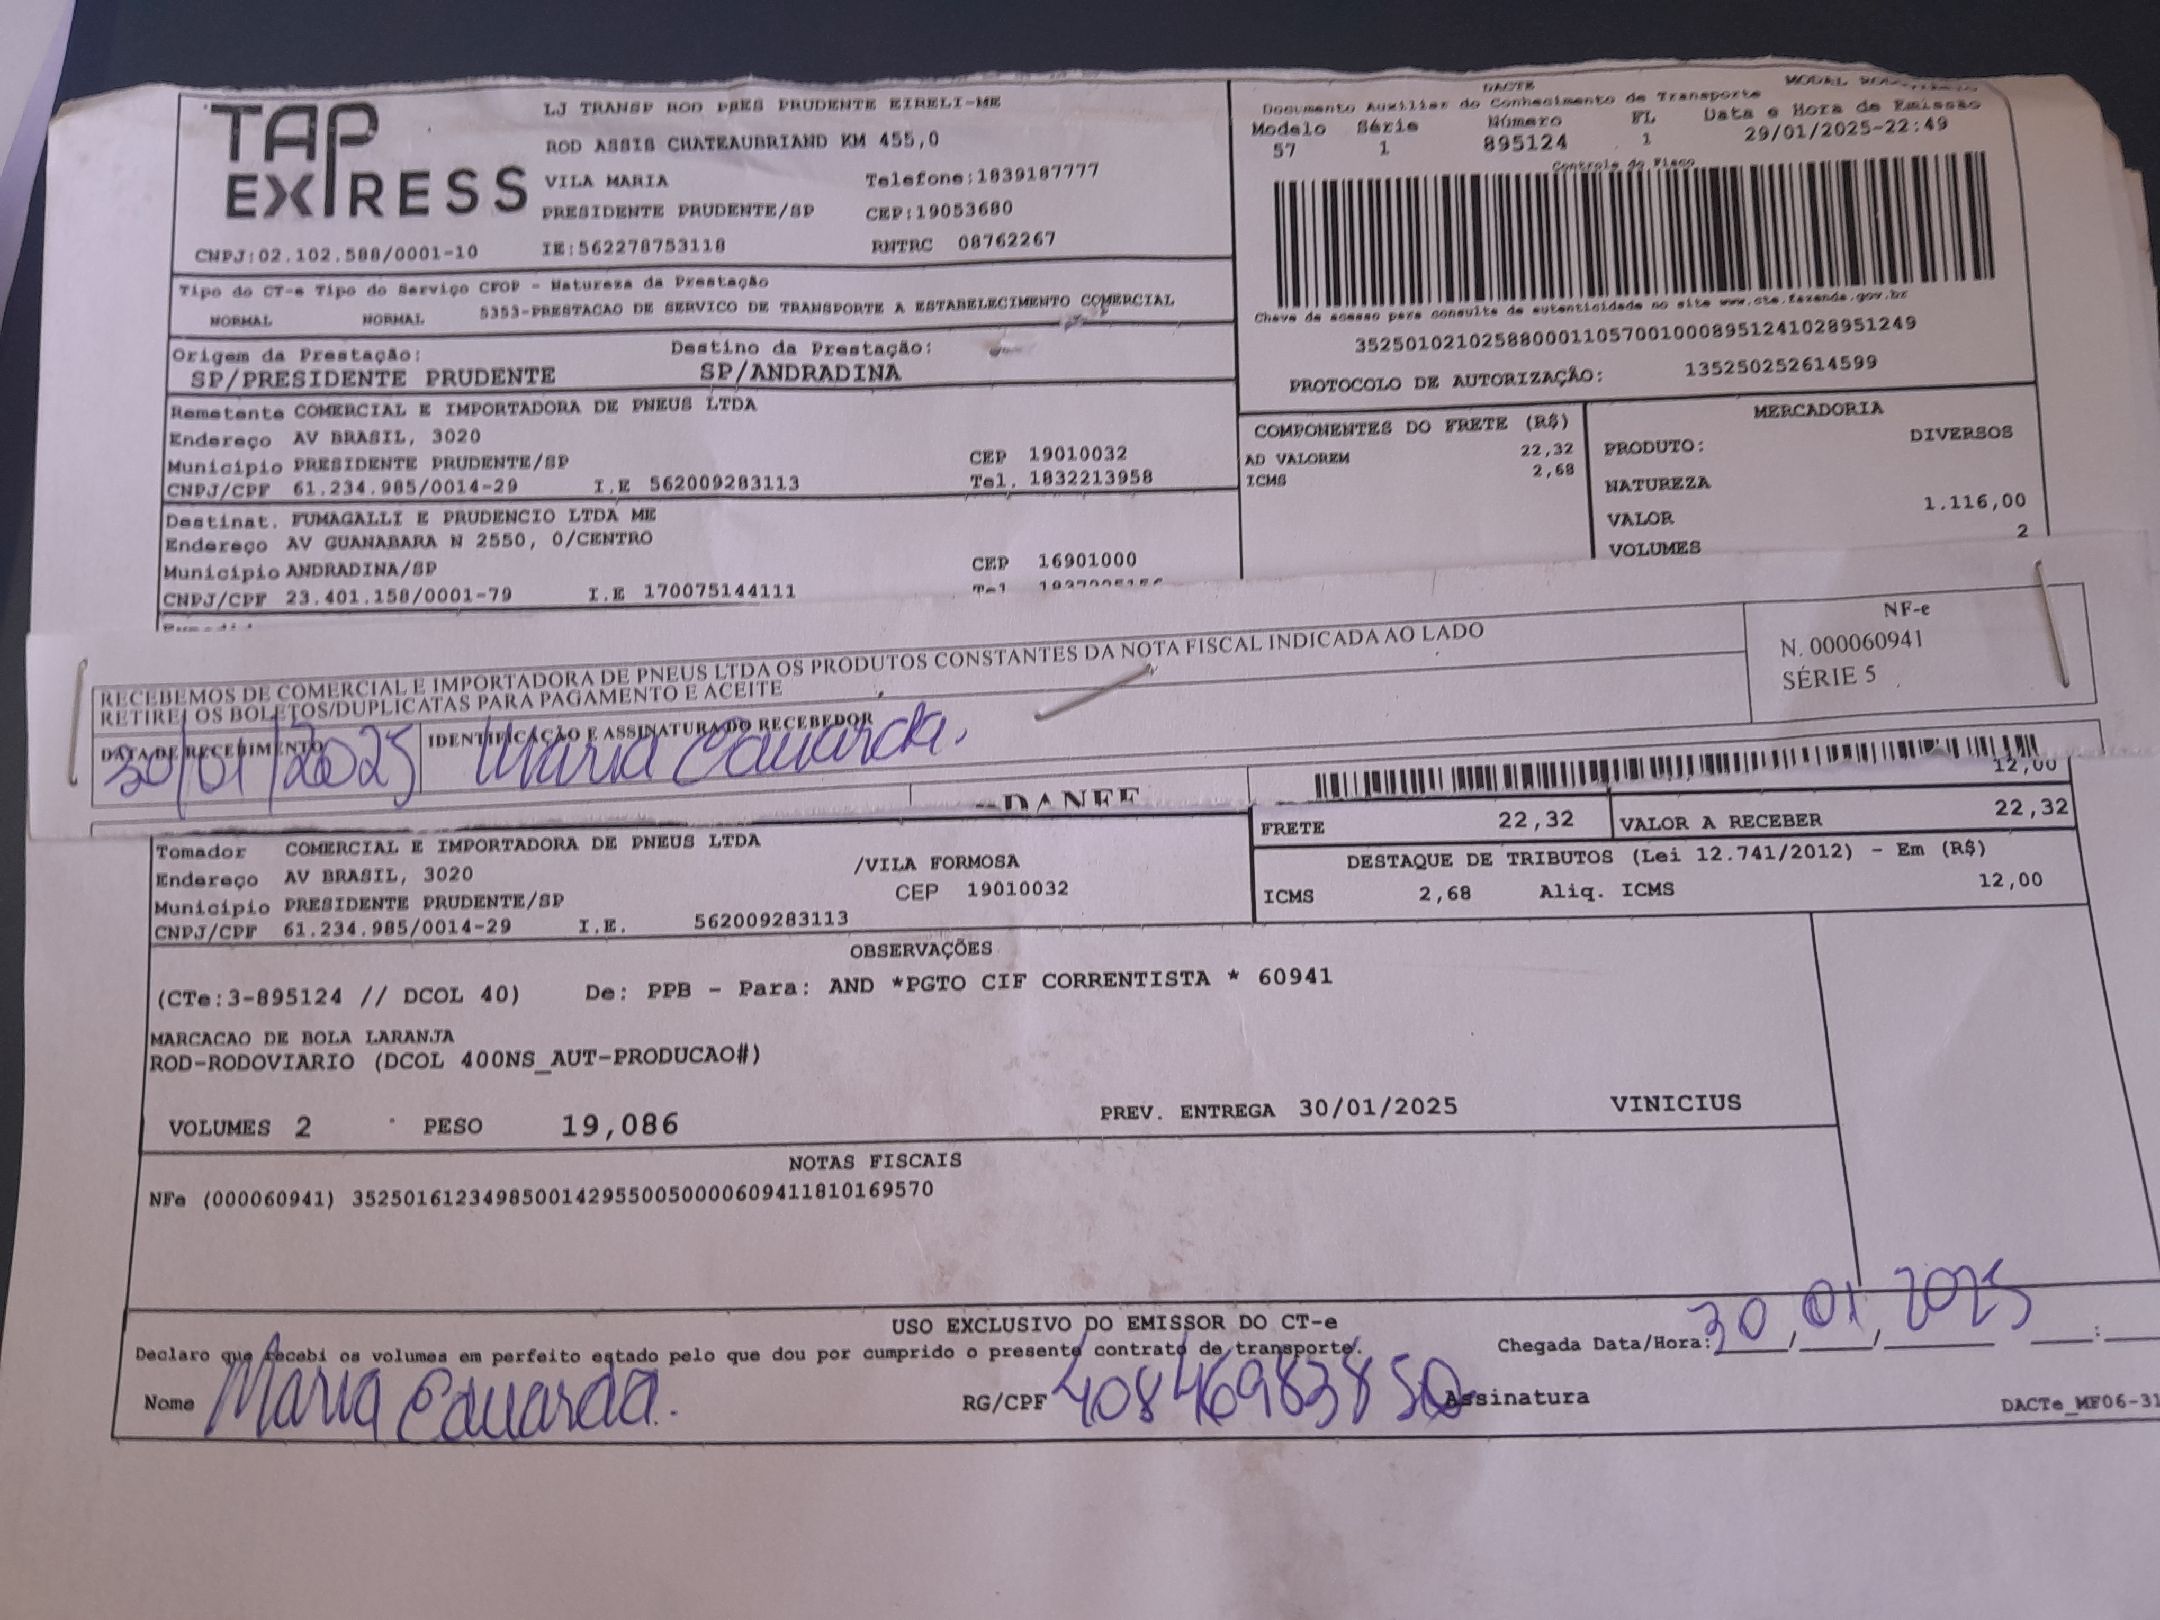 TAP
EXPRESS
CNPJ:02.102.588/0001-10
LJ TRANSP ROD PRES PRUDENTE EIRELI-ME
ROD ASSIS CHATEAUBRIAND KM 455,0
VILA MARIA Telefone:1839187777
PRESIDENTE PRUDENTE/SP CEP:19053680
IE:562278753118 RNTRC 08762267
DACTE
Documento Auxiliar do Conhecimento de Transporte
Modelo Série Número FL Data e Hora de Emissão
57 1 895124 1 29/01/2025-22:49
Controle do Fisco
Chave de acesso para consulta de autenticidade no site www.cte.fazenda.gov.br
35250102102588000110570010008951241028951249
PROTOCOLO DE AUTORIZAÇÃO: 135250252614599
Tipo do CT-e Tipo do Serviço CFOP - Natureza da Prestação
NORMAL NORMAL 5353-PRESTACAO DE SERVICO DE TRANSPORTE A ESTABELECIMENTO COMERCIAL
Origem da Prestação: Destino da Prestação:
SP/PRESIDENTE PRUDENTE SP/ANDRADINA
Remetente COMERCIAL E IMPORTADORA DE PNEUS LTDA
Endereço AV BRASIL, 3020
Município PRESIDENTE PRUDENTE/SP CEP 19010032
CNPJ/CPF 61.234.985/0014-29 I.E 562009283113 Tel. 1832213958
Destinat. FUMAGALLI E PRUDENCIO LTDA ME
Endereço AV GUANABARA N 2550, 0/CENTRO
Município ANDRADINA/SP CEP 16901000
CNPJ/CPF 23.401.158/0001-79 I.E 170075144111 Tel
COMPONENTES DO FRETE (R$)
AD VALOREM 22,32
ICMS 2,68
MERCADORIA
PRODUTO: DIVERSOS
NATUREZA
VALOR 1.116,00
VOLUMES 2
RECEBEMOS DE COMERCIAL E IMPORTADORA DE PNEUS LTDA OS PRODUTOS CONSTANTES DA NOTA FISCAL INDICADA AO LADO
RETIREI OS BOLETOS/DUPLICATAS PARA PAGAMENTO E ACEITE
NF-e
N. 000060941
SÉRIE 5
DATA DE RECEBIMENTO IDENTIFICAÇÃO E ASSINATURA DO RECEBEDOR
30/01/2025 Maria Eduarda.
DANFE
12,00
Tomador COMERCIAL E IMPORTADORA DE PNEUS LTDA
Endereço AV BRASIL, 3020 /VILA FORMOSA
Município PRESIDENTE PRUDENTE/SP CEP 19010032
CNPJ/CPF 61.234.985/0014-29 I.E. 562009283113
FRETE 22,32 VALOR A RECEBER 22,32
DESTAQUE DE TRIBUTOS (Lei 12.741/2012) - Em (R$)
ICMS 2,68 Aliq. ICMS 12,00
OBSERVAÇÕES
(CTe:3-895124 // DCOL 40) De: PPB - Para: AND *PGTO CIF CORRENTISTA * 60941
MARCACAO DE BOLA LARANJA
ROD-RODOVIARIO (DCOL 400NS_AUT-PRODUCAO#)
VOLUMES 2 PESO 19,086 PREV. ENTREGA 30/01/2025 VINICIUS
NOTAS FISCAIS
NFe (000060941) 35250161234985001429550050000609411810169570
USO EXCLUSIVO DO EMISSOR DO CT-e
Declaro que recebi os volumes em perfeito estado pelo que dou por cumprido o presente contrato de transporte. Chegada Data/Hora: 30/01/2025 :
Nome Maria Eduarda. RG/CPF 40846983850 Assinatura
DACTe_MF06-31